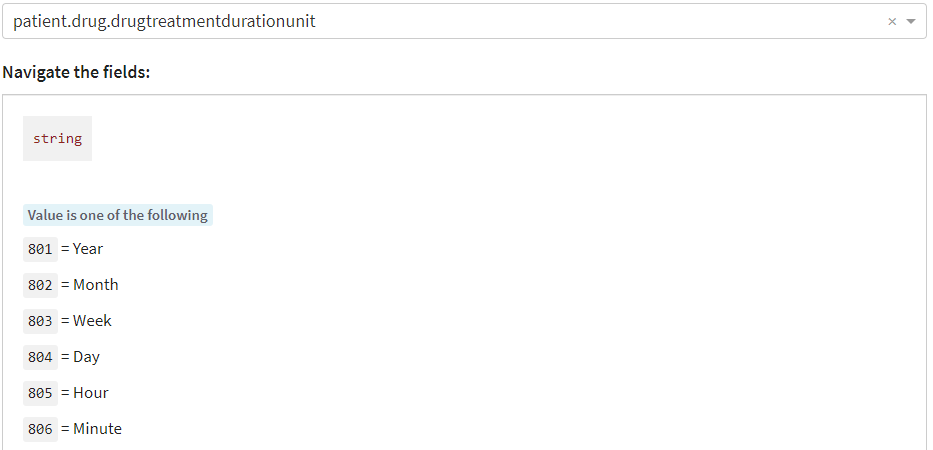 patient.drug.drugtreatmentdurationunit
Navigate the fields:
string
Value is one of the following
801 = Year
802 = Month
803 = Week
804 = Day
805 = Hour
806 = Minute